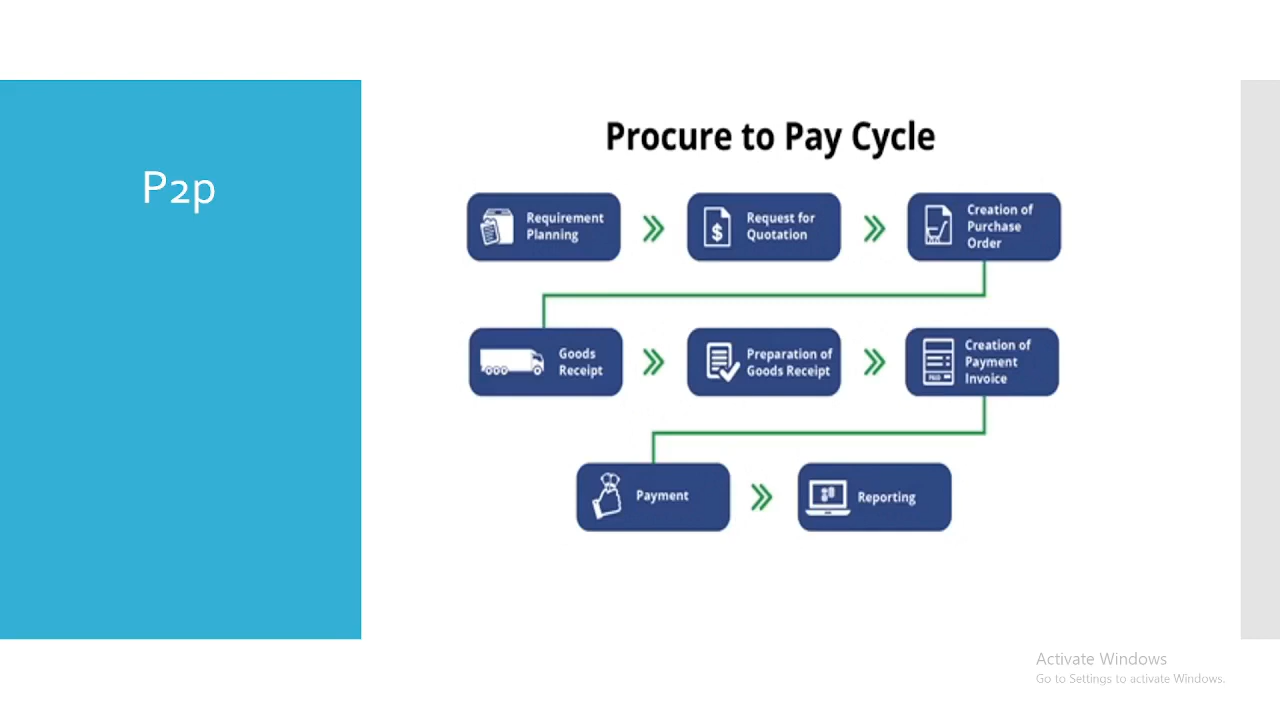 P2p
Procure to Pay Cycle
Requirement
Planning
Request for
Quotation
Creation of
Purchase
Order
Goods
Receipt
Preparation of
Goods Receipt
Creation of
Payment
Invoice
Payment
Reporting
Activate Windows
Go to Settings to activate Windows.